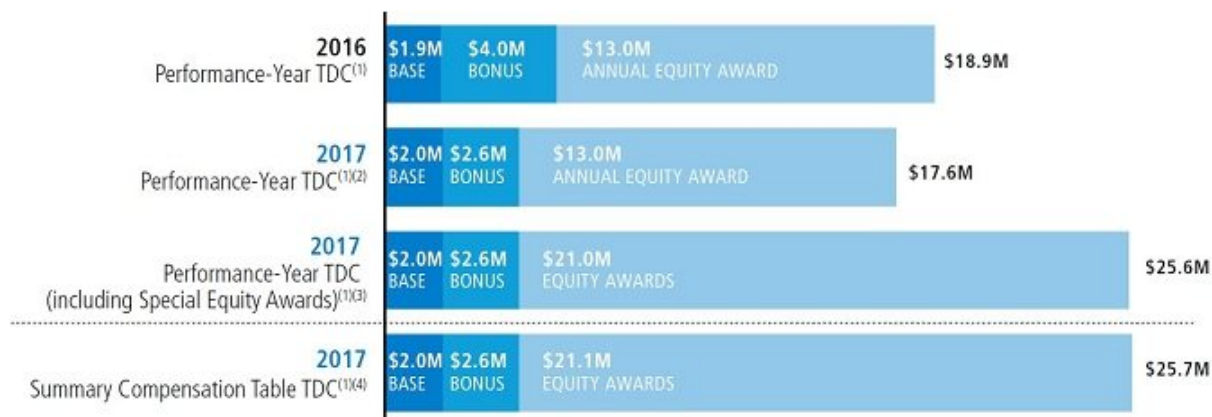 2016
Performance-Year TDC(1)
$1.9M
BASE
$4.0M
BONUS
$13.0M
ANNUAL EQUITY AWARD
$18.9M
2017
Performance-Year TDC(1)(2)
$2.0M
BASE
$2.6M
BONUS
$13.0M
ANNUAL EQUITY AWARD
$17.6M
2017
Performance-Year TDC
(including Special Equity Awards)(1)(3)
$2.0M
BASE
$2.6M
BONUS
$21.0M
EQUITY AWARDS
$25.6M
2017
Summary Compensation Table TDC(1)(4)
$2.0M
BASE
$2.6M
BONUS
$21.1M
EQUITY AWARDS
$25.7M